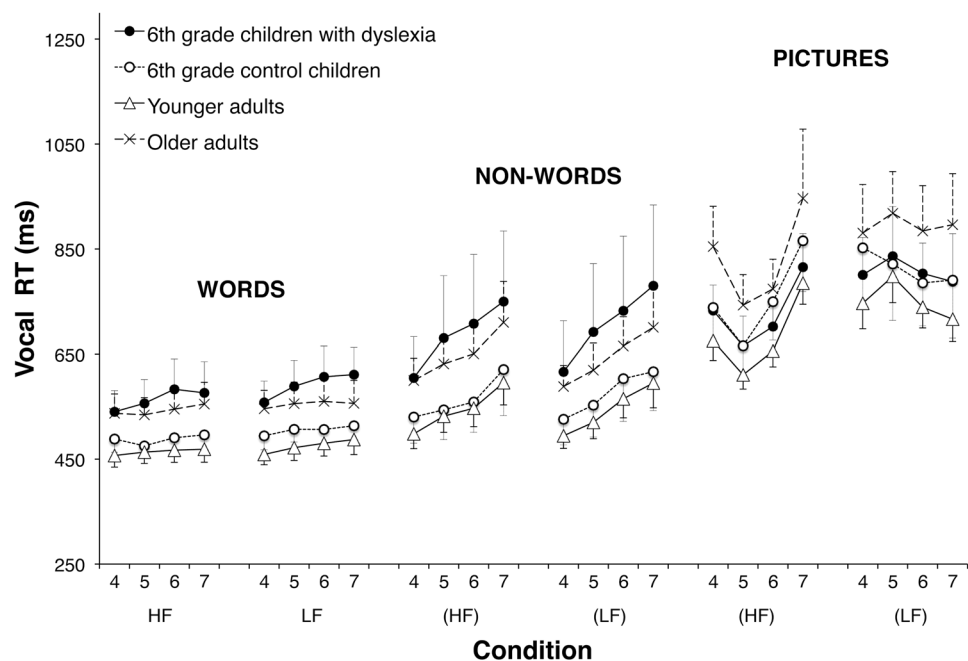 1250
1050
850
650
450
250
Vocal RT (ms)
6th grade children with dyslexia
6th grade control children
Younger adults
Older adults
WORDS
NON-WORDS
PICTURES
4 5 6 7 4 5 6 7 4 5 6 7 4 5 6 7 4 5 6 7 4 5 6 7
HF LF (HF) (LF) (HF) (LF)
Condition